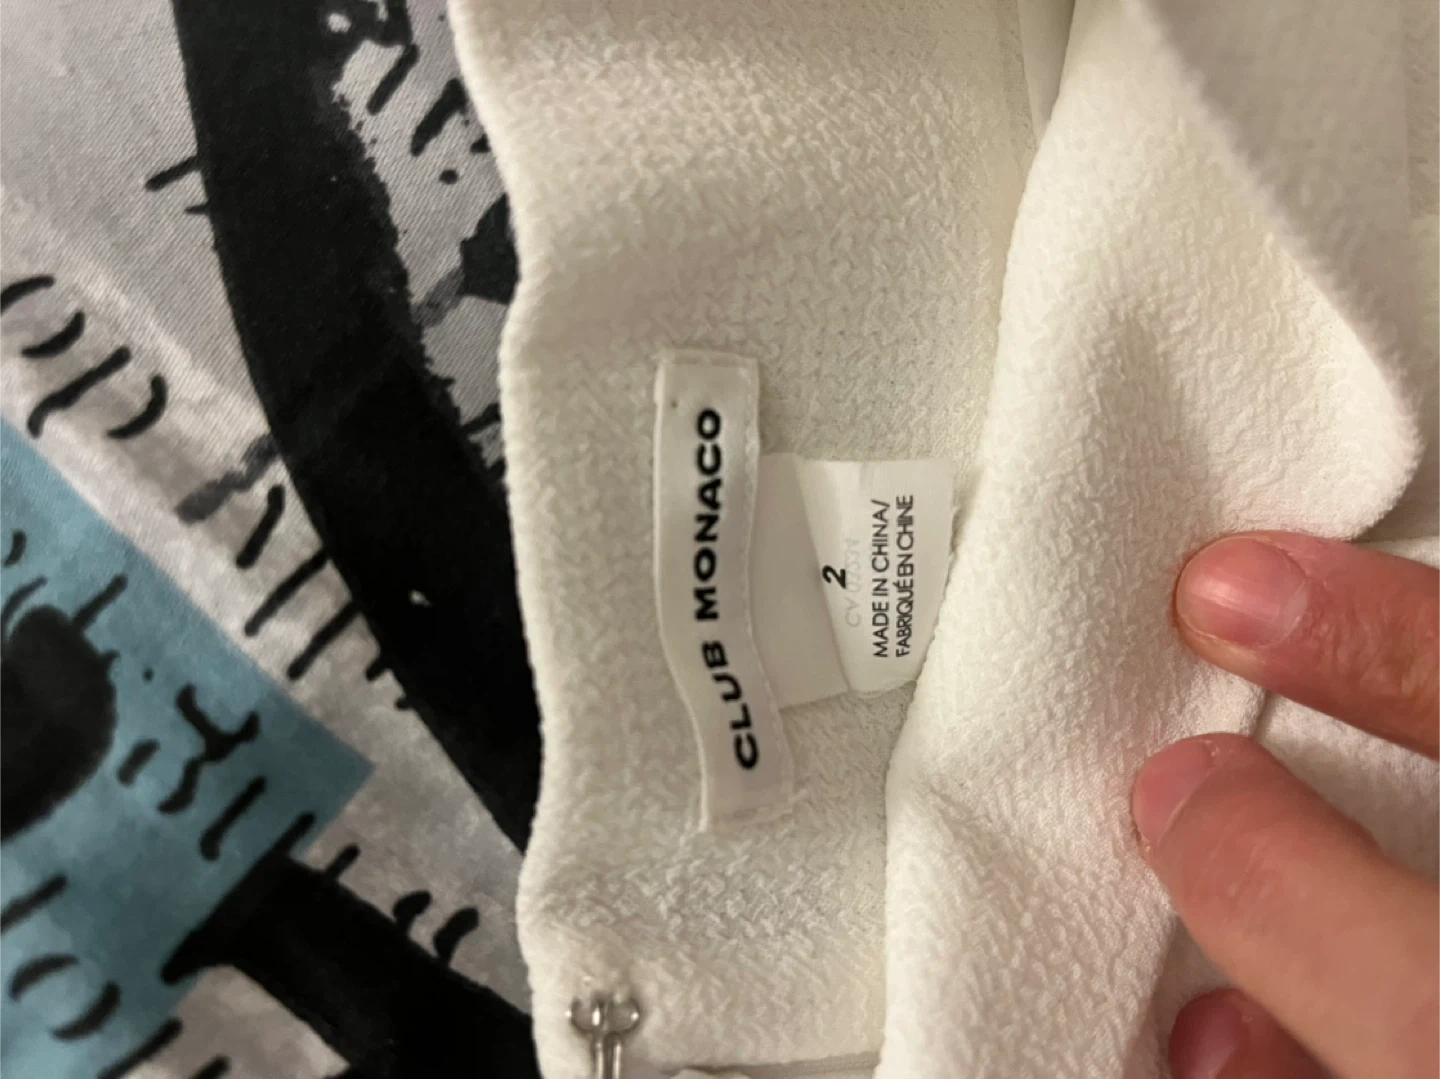 CLUB MONACO
2
MADE IN CHINA/
FABRIQUÉ EN CHINE